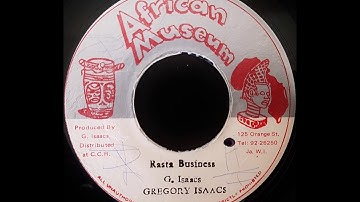 African
Museum
Produced By
G. Isaacs,
Distributed
at C.C.R.
125 Orange St.
Tel: 92-26250
Ja. W.I.
Rasta Business
G. Isaacs
GREGORY ISAACS